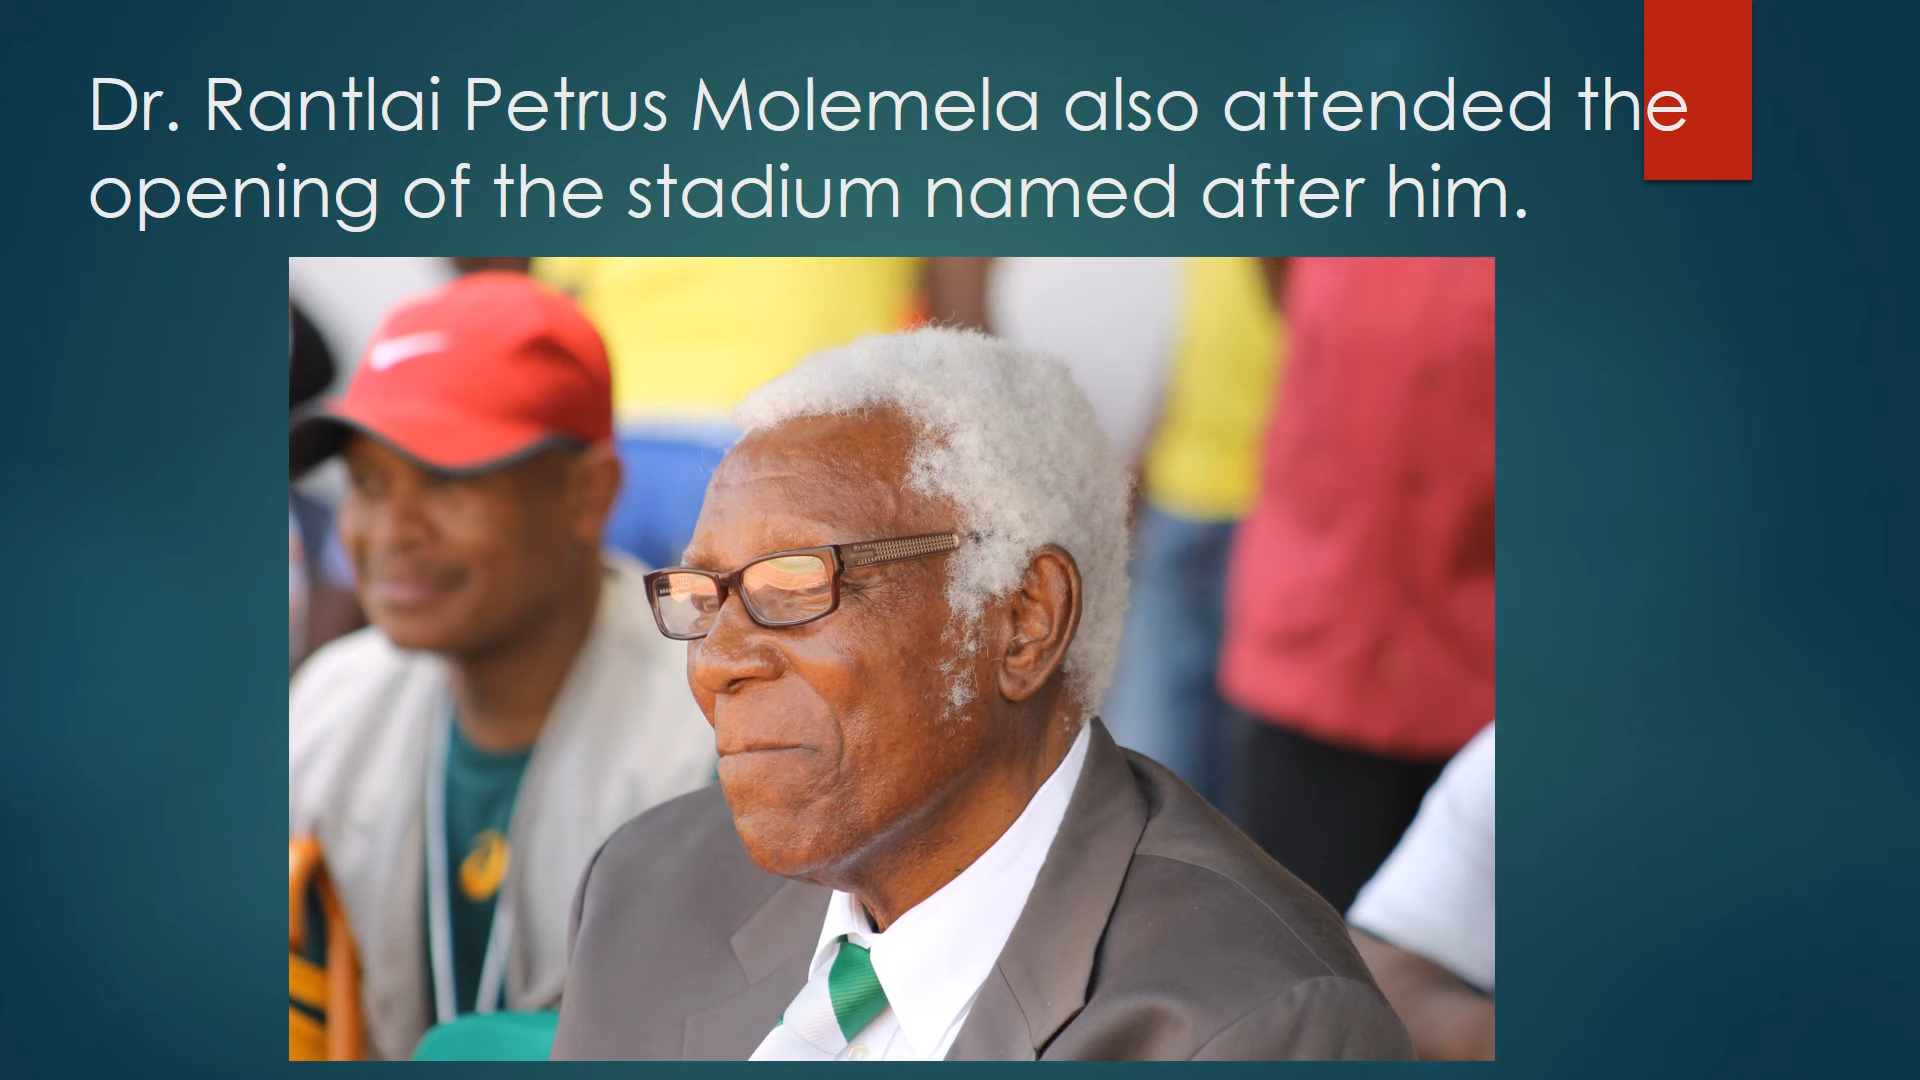 Dr. Rantlai Petrus Molemela also attended the
opening of the stadium named after him.